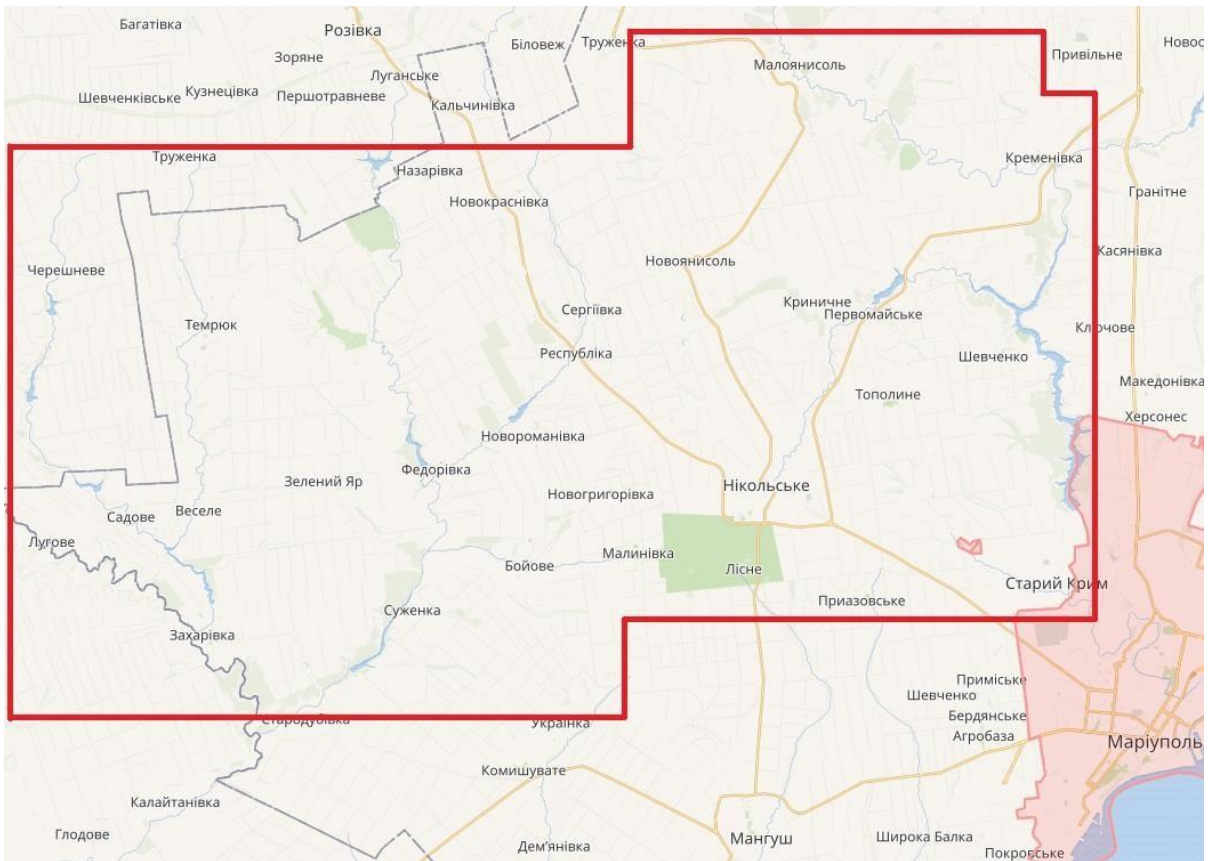 Багатівка
Розівка
Біловеж
Труженка
Новос
Привільне
Зоряне
Малоянисоль
Луганське
Шевченківське
Кузнецівка
Першотравневе
Кальчинівка
Труженка
Назарівка
Кременівка
Гранітне
Новокраснівка
Касянівка
Черешневе
Новоянисоль
Сергіївка
Криничне
Первомайське
Темрюк
Ключове
Республіка
Шевченко
Македонівка
Тополине
Херсонес
Новороманівка
Федорівка
Зелений Яр
Новогригорівка
Нікольське
Садове
Веселе
Лугове
Бойове
Малинівка
Лісне
Старий Крим
Суженка
Приазовське
Захарівка
Приміське
Шевченко
Бердянське
Стародубівка
Українка
Агробаза
Маріуполь
Комишувате
Калайтанівка
Глодове
Дем'янівка
Мангуш
Широка Балка
Покровське